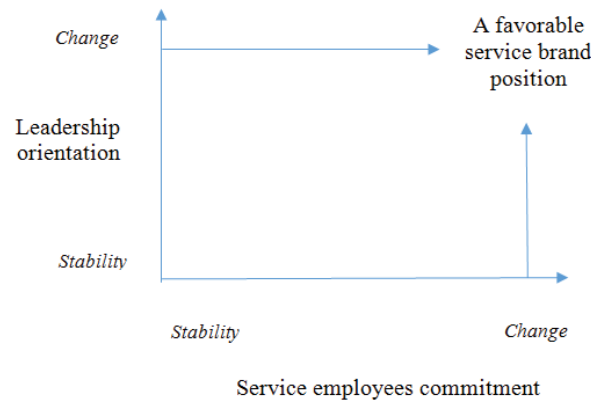 Change
A favorable
service brand
position
Leadership
orientation
Stability
Stability
Change
Service employees commitment